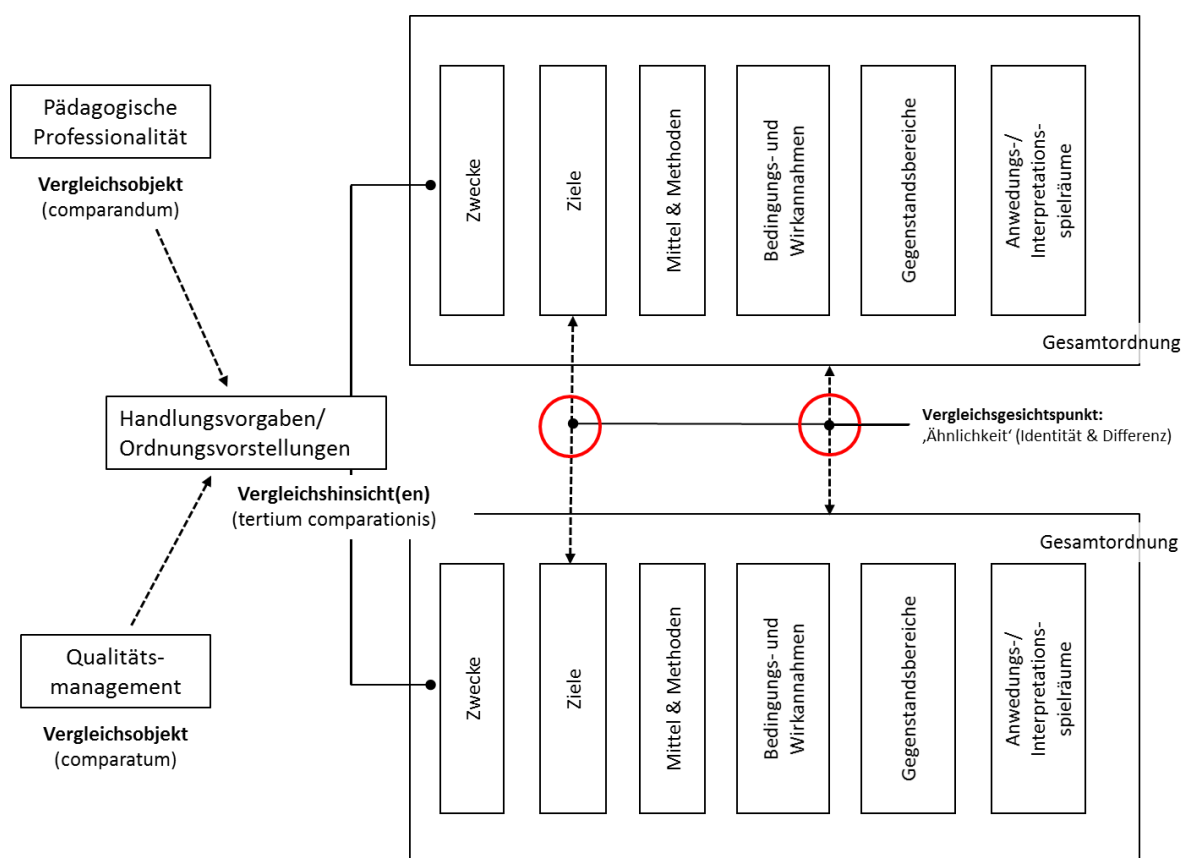 Pädagogische
Professionalität
Vergleichsobjekt
(comparandum)
Handlungsvorgaben/
Ordnungsvorstellungen
Vergleichshinsicht(en)
(tertium comparationis)
Qualitäts-
management
Vergleichsobjekt
(comparatum)
Zwecke
Ziele
Mittel & Methoden
Bedingungs- und
Wirkannahmen
Gegenstandsbereiche
Anwedungs-/
Interpretations-
spielräume
Gesamtordnung
Vergleichsgesichtspunkt:
‚Ähnlichkeit‘ (Identität & Differenz)
Gesamtordnung
Zwecke
Ziele
Mittel & Methoden
Bedingungs- und
Wirkannahmen
Gegenstandsbereiche
Anwedungs-/
Interpretations-
spielräume